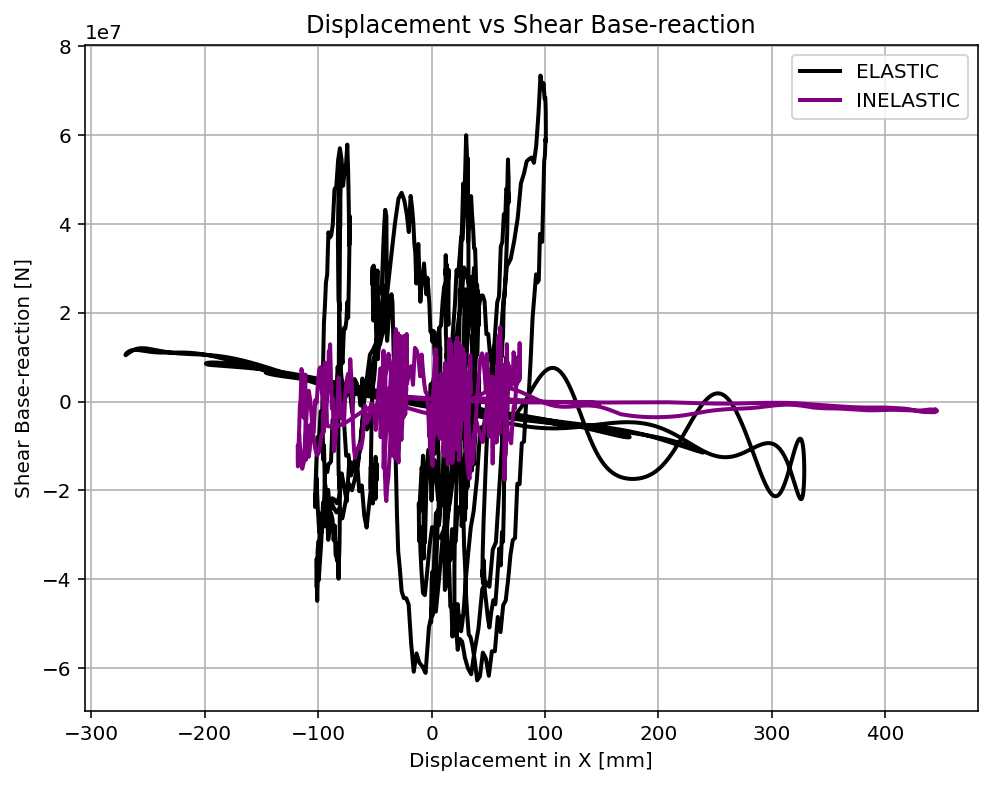 Displacement vs Shear Base-reaction
1e7
8
6
4
2
0
−2
−4
−6
Shear Base-reaction [N]
ELASTIC
INELASTIC
−300 −200 −100 0 100 200 300 400
Displacement in X [mm]